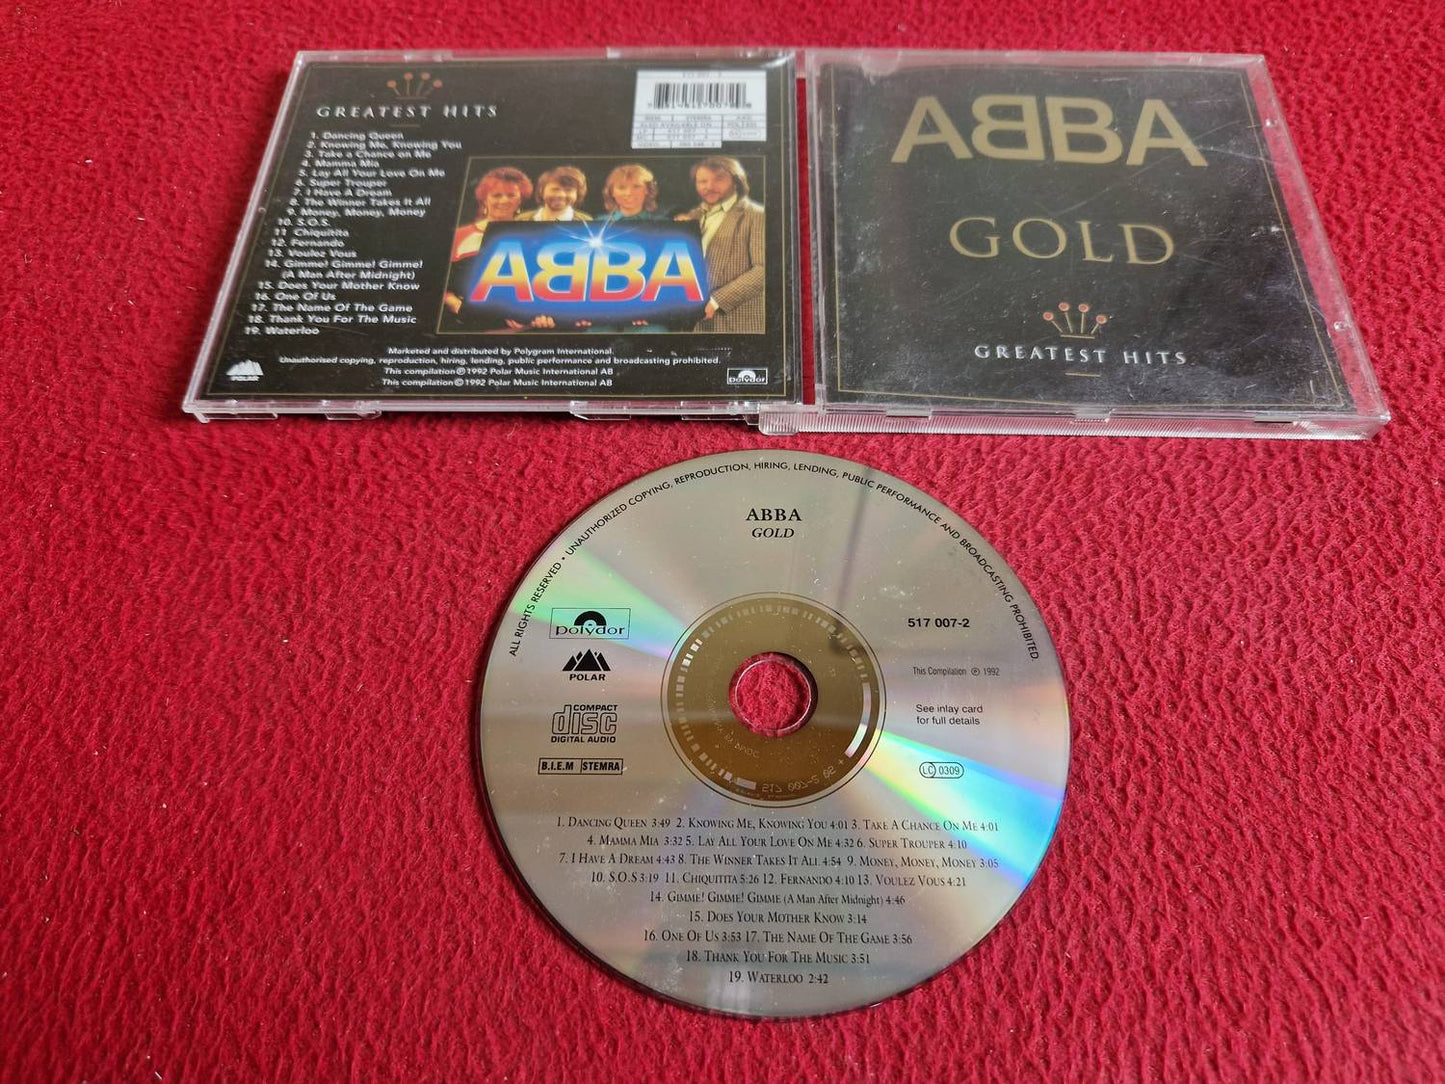 GREATEST HITS
1. Dancing Queen
2. Knowing Me, Knowing You
3. Take a Chance on Me
4. Mamma Mia
5. Lay All Your Love On Me
6. Super Trouper
7. I Have A Dream
8. The Winner Takes It All
9. Money, Money, Money
10. S.O.S.
11 Chiquitita
12. Fernando
13. Voulez Vous
14. Gimme! Gimme! Gimme!
(A Man After Midnight)
15. Does Your Mother Know
16. One Of Us
17. The Name Of The Game
18. Thank You For The Music
19. Waterloo
ABBA
Marketed and distributed by Polygram International.
Unauthorised copying, reproduction, hiring, lending, public performance and broadcasting prohibited.
This compilation ℗ 1992 Polar Music International AB
This compilation © 1992 Polar Music International AB
POLAR
Polydor
ABBA
GOLD
GREATEST HITS
ALL RIGHTS RESERVED • UNAUTHORIZED COPYING, REPRODUCTION, HIRING, LENDING, PUBLIC PERFORMANCE AND BROADCASTING PROHIBITED.
ABBA
GOLD
polydor
POLAR
COMPACT
disc
DIGITAL AUDIO
B.I.E.M STEMRA
517 007-2
This Compilation ℗ 1992
See inlay card
for full details
LC 0309
1. DANCING QUEEN 3:49 2. KNOWING ME, KNOWING YOU 4:01 3. TAKE A CHANCE ON ME 4:01
4. MAMMA MIA 3:32 5. LAY ALL YOUR LOVE ON ME 4:32 6. SUPER TROUPER 4:10
7. I HAVE A DREAM 4:43 8. THE WINNER TAKES IT ALL 4:54 9. MONEY, MONEY, MONEY 3:05
10. S.O.S 3:19 11. CHIQUITITA 5:26 12. FERNANDO 4:10 13. VOULEZ VOUS 4:21
14. GIMME! GIMME! GIMME (A Man After Midnight) 4:46
15. DOES YOUR MOTHER KNOW 3:14
16. ONE OF US 3:53 17. THE NAME OF THE GAME 3:56
18. THANK YOU FOR THE MUSIC 3:51
19. WATERLOO 2:42